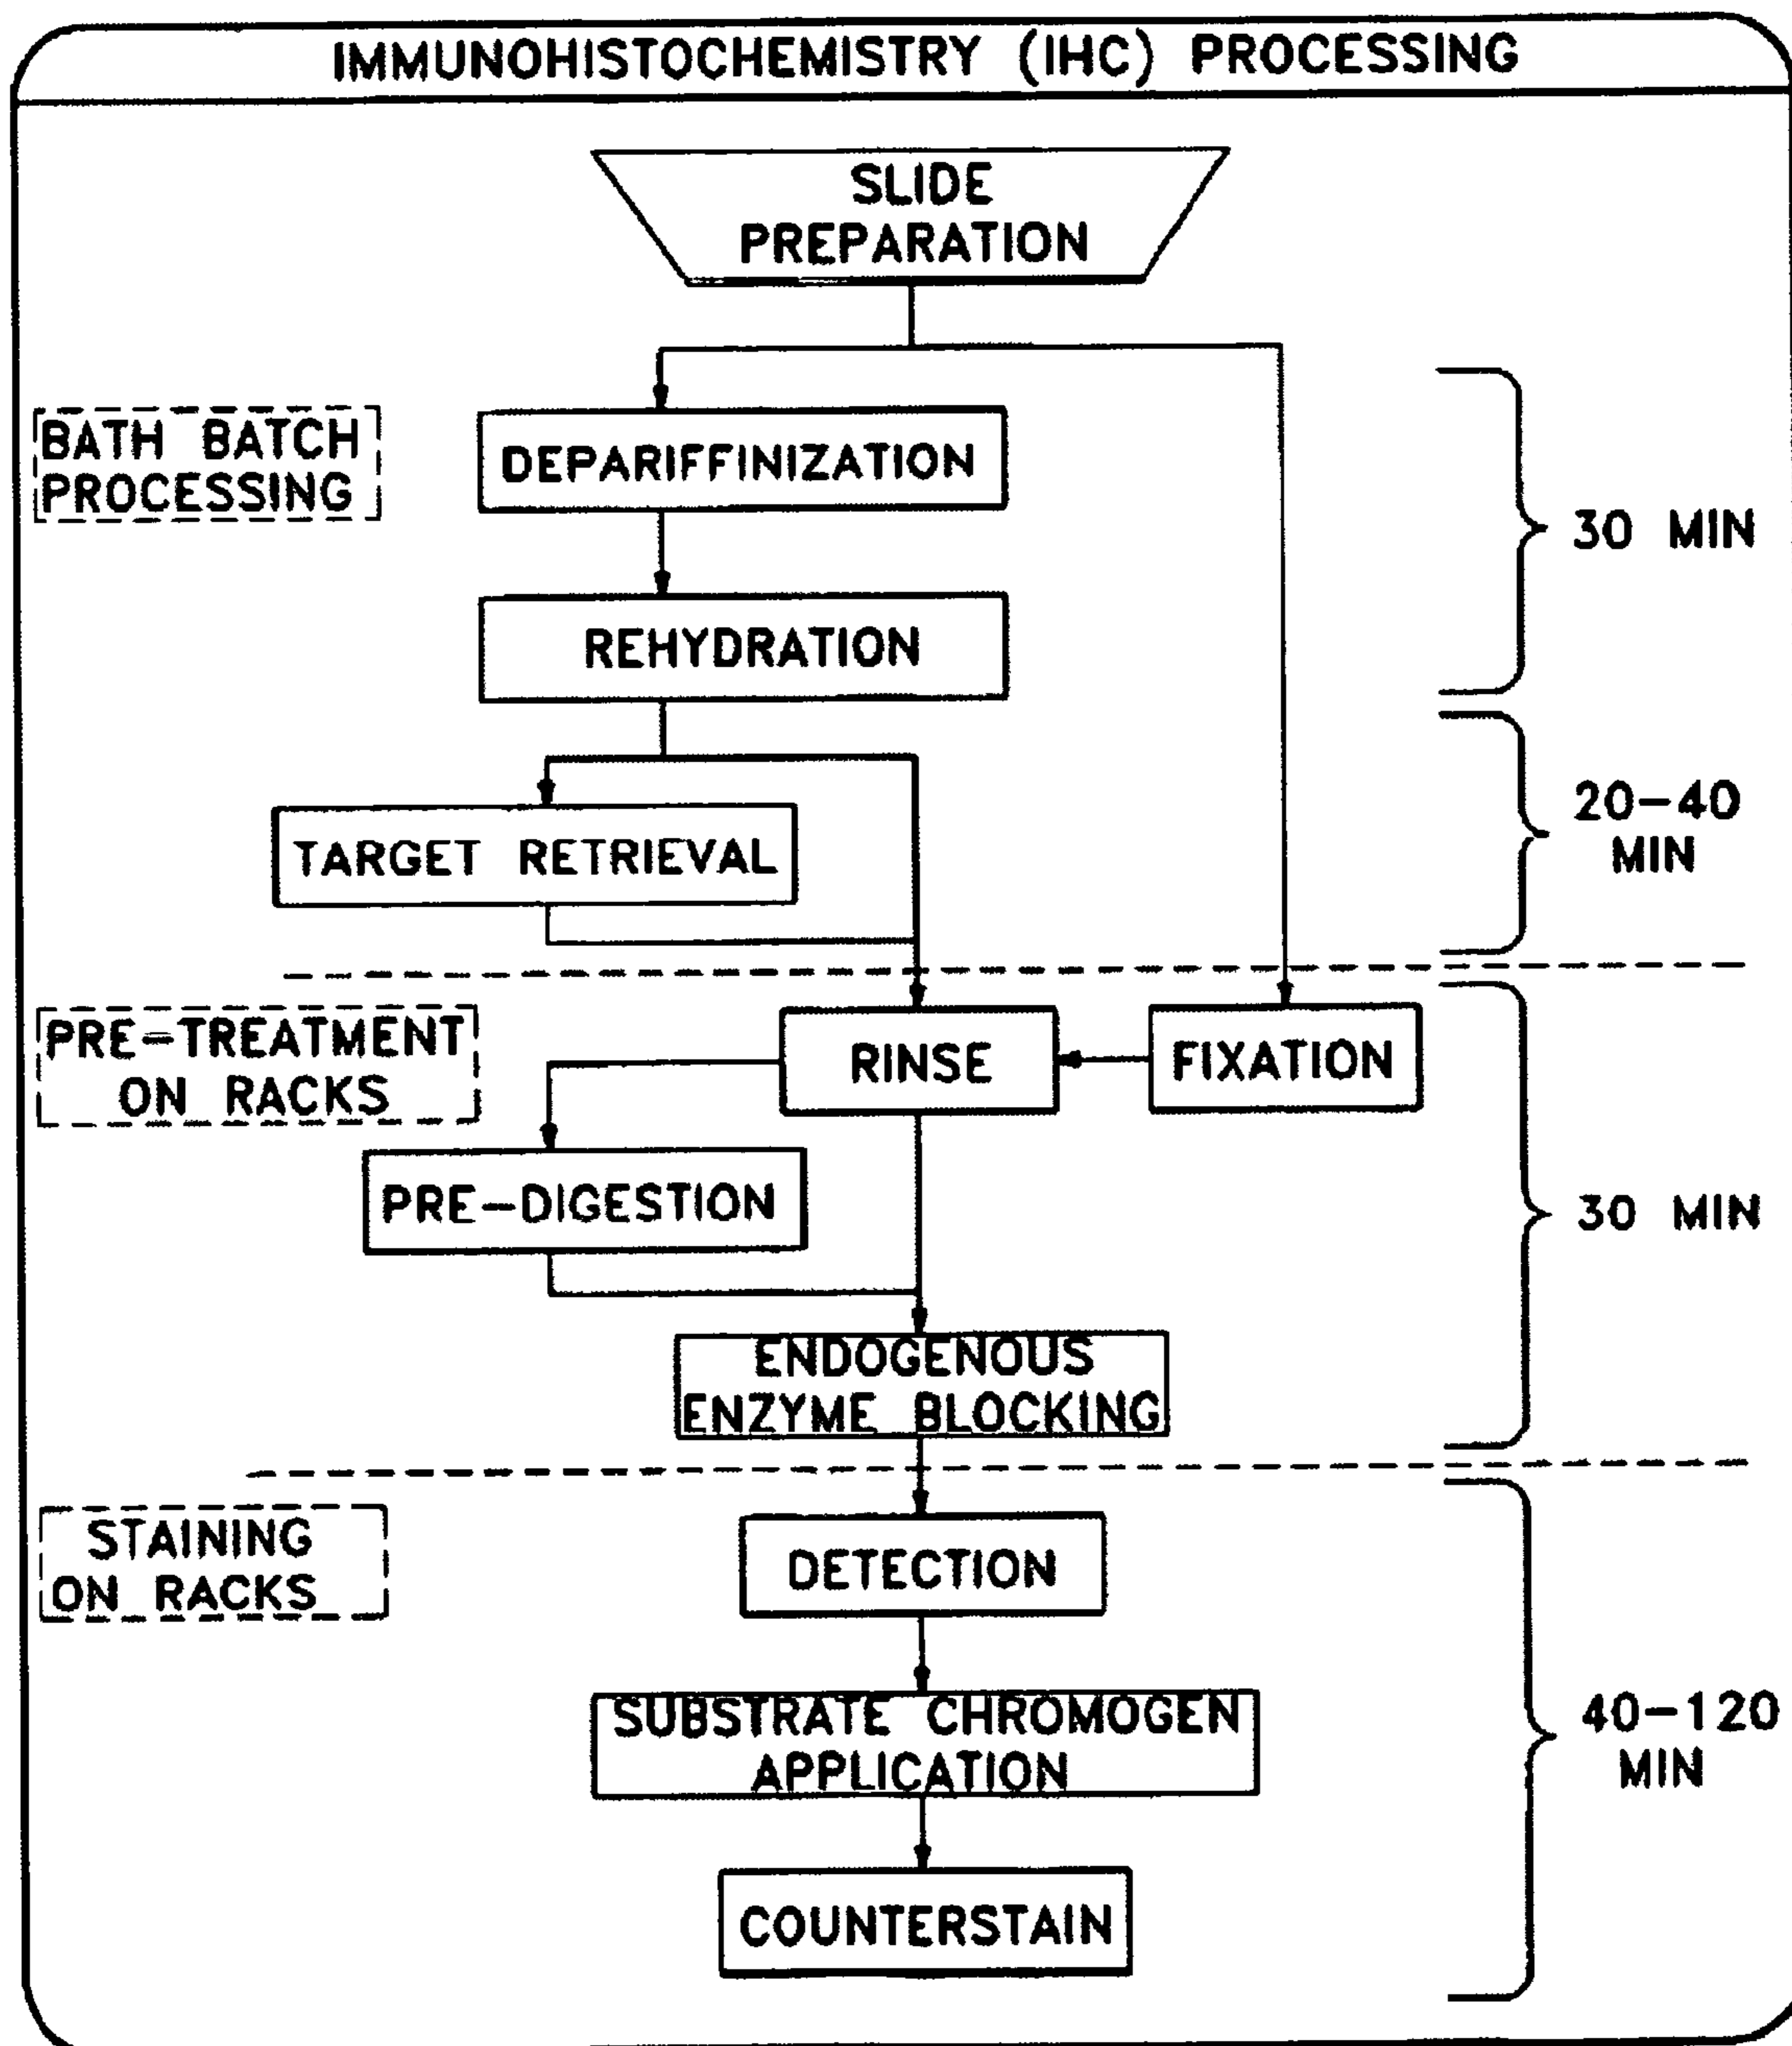 IMMUNOHISTOCHEMISTRY (IHC) PROCESSING
SLIDE
PREPARATION
BATH BATCH
PROCESSING
DEPARIFFINIZATION
30 MIN
REHYDRATION
TARGET RETRIEVAL
20-40
MIN
PRE-TREATMENT
ON RACKS
RINSE
FIXATION
PRE-DIGESTION
30 MIN
ENDOGENOUS
ENZYME BLOCKING
STAINING
ON RACKS
DETECTION
SUBSTRATE CHROMOGEN
APPLICATION
40-120
MIN
COUNTERSTAIN